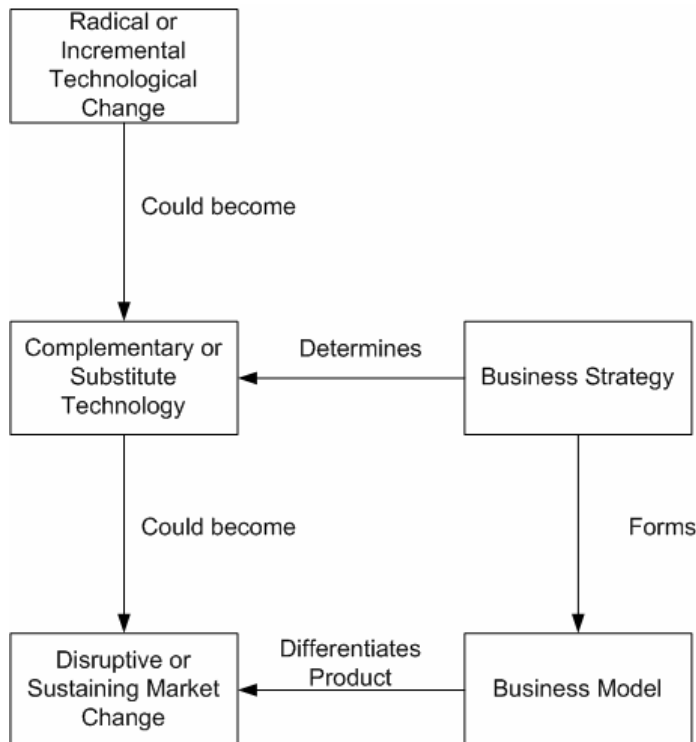 Radical or
Incremental
Technological
Change
Could become
Complementary or
Substitute
Technology
Determines
Business Strategy
Could become
Forms
Disruptive or
Sustaining Market
Change
Differentiates
Product
Business Model